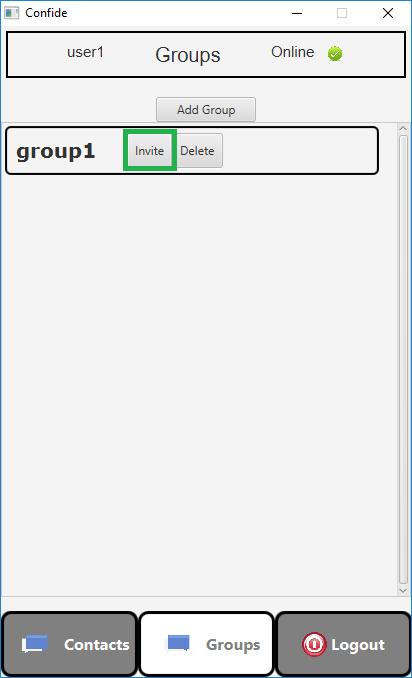 Confide
user1 Groups Online
Add Group
group1 Invite Delete
Contacts Groups Logout